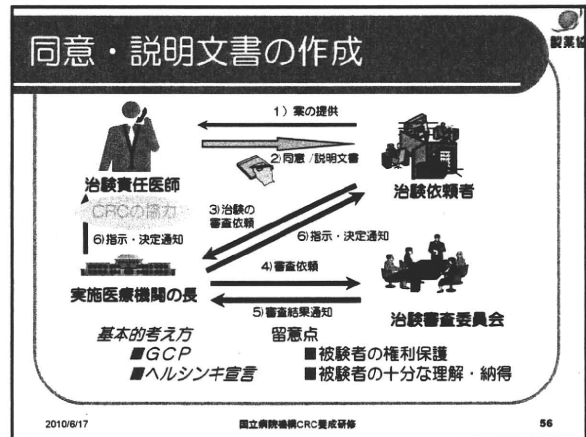 製薬協
同意・説明文書の作成
1）案の提供
2)同意/説明文書
治験責任医師
治験依頼者
CRCの協力
3)治験の
審査依頼
6)指示・決定通知
6)指示・決定通知
4)審査依頼
実施医療機関の長
5)審査結果通知
治験審査委員会
基本的考え方
留意点
■GCP
■被験者の権利保護
■ヘルシンキ宣言
■被験者の十分な理解・納得
2010/6/17
国立病院機構CRC養成研修
56